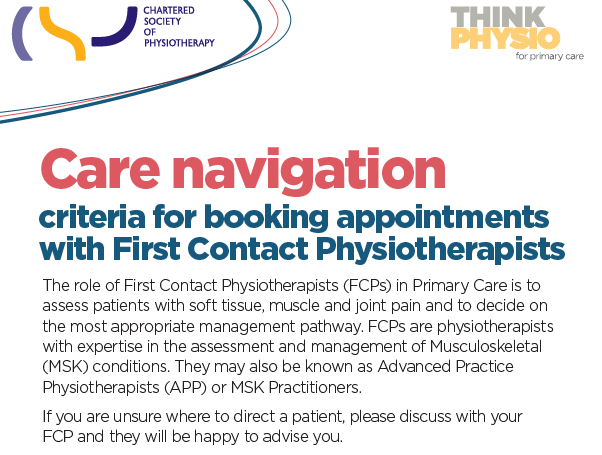 CHARTERED
SOCIETY
OF
PHYSIOTHERAPY
THINK
PHYSIO
for primary care
Care navigation
criteria for booking appointments
with First Contact Physiotherapists
The role of First Contact Physiotherapists (FCPs) in Primary Care is to
assess patients with soft tissue, muscle and joint pain and to decide on
the most appropriate management pathway. FCPs are physiotherapists
with expertise in the assessment and management of Musculoskeletal
(MSK) conditions. They may also be known as Advanced Practice
Physiotherapists (APP) or MSK Practitioners.
If you are unsure where to direct a patient, please discuss with your
FCP and they will be happy to advise you.